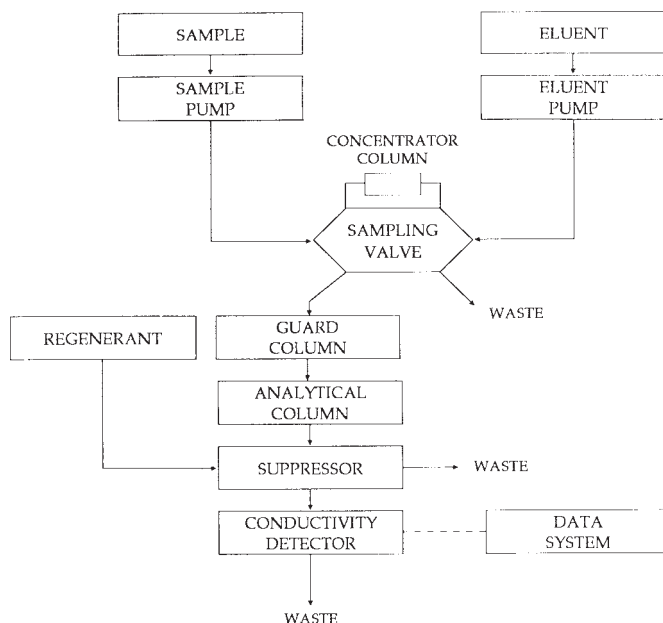 SAMPLE
ELUENT
SAMPLE
PUMP
ELUENT
PUMP
CONCENTRATOR
COLUMN
SAMPLING
VALVE
WASTE
REGENERANT
GUARD
COLUMN
ANALYTICAL
COLUMN
SUPPRESSOR
WASTE
CONDUCTIVITY
DETECTOR
DATA
SYSTEM
WASTE